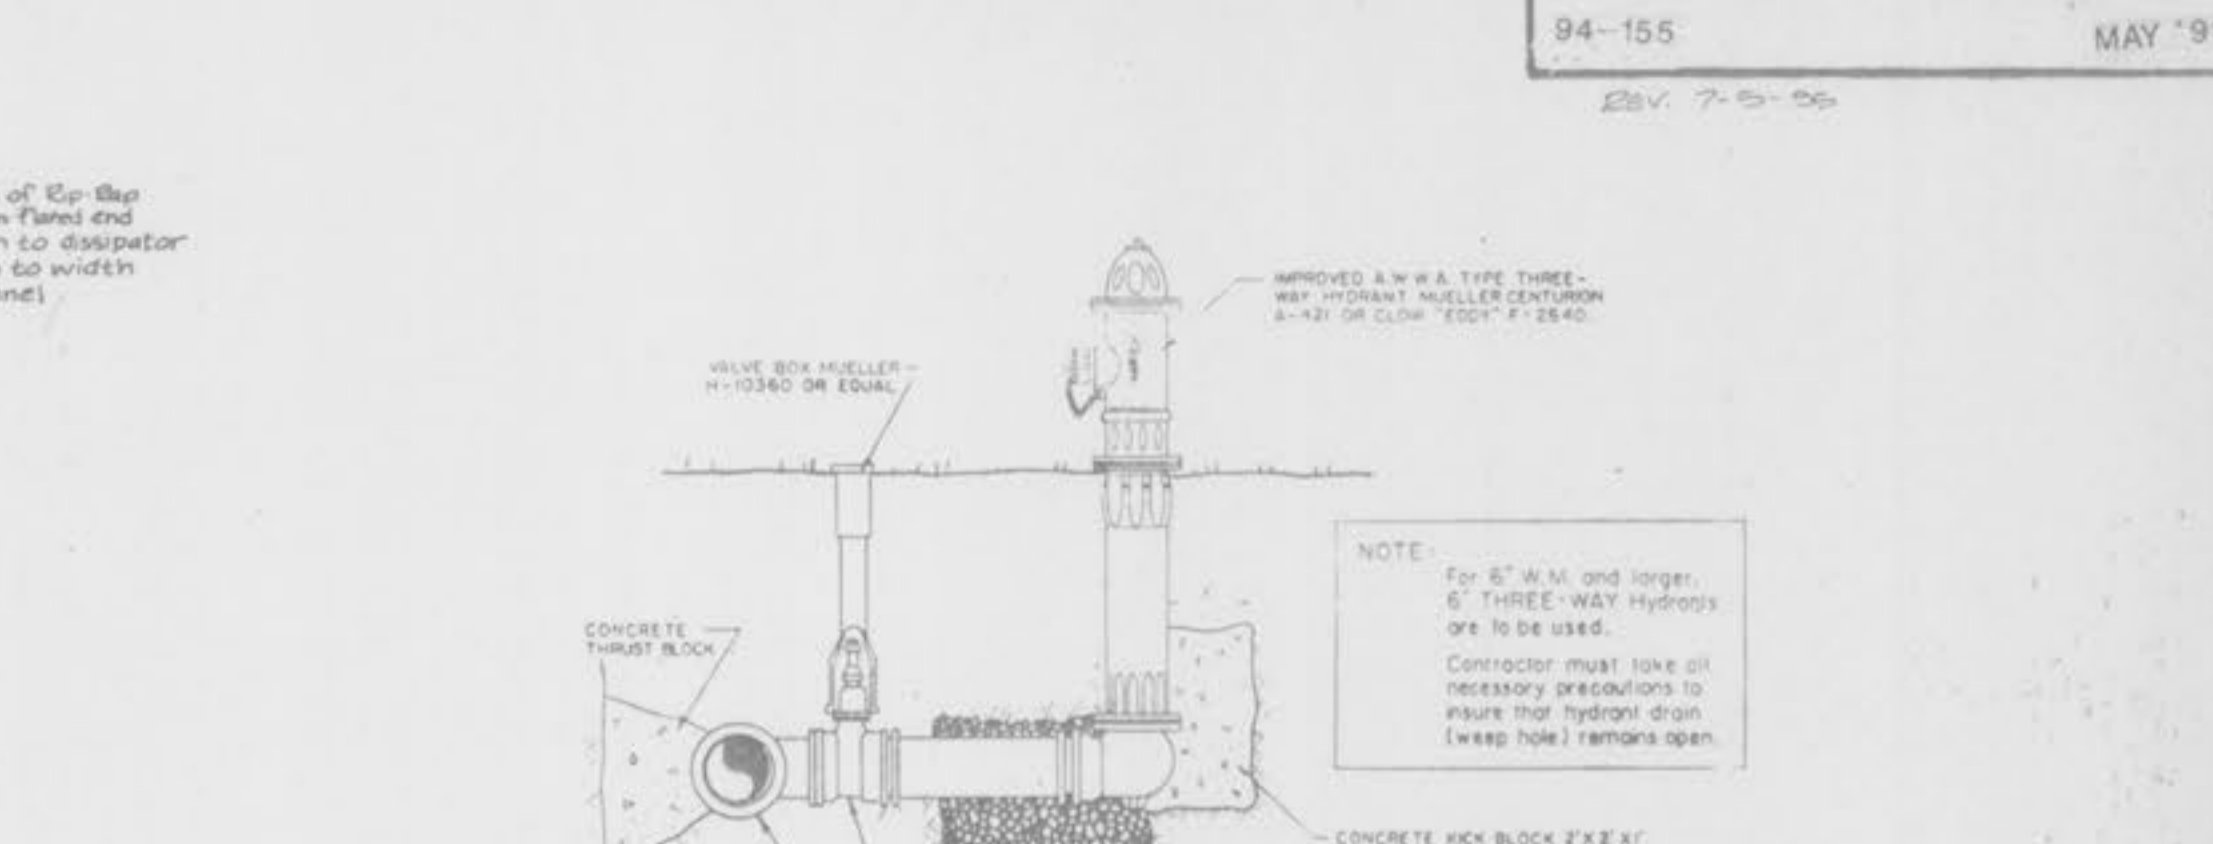 94-155
MAY '9
REV. 7-5-95
of Rip-Rap
flared end
to dissipator
to width
IMPROVED A.W.W.A. TYPE THREE-
WAY HYDRANT MUELLER CENTURION
A-421 OR CLOW "EDDY" F-2640.
VALVE BOX MUELLER
H-10360 OR EQUAL
NOTE:
For 6" W.M. and larger,
6" THREE-WAY Hydrants
are to be used.
Contractor must take all
necessary precautions to
insure that hydrant drain
(weep hole) remains open.
CONCRETE
THRUST BLOCK
CONCRETE KICK BLOCK 2'X2'X1'